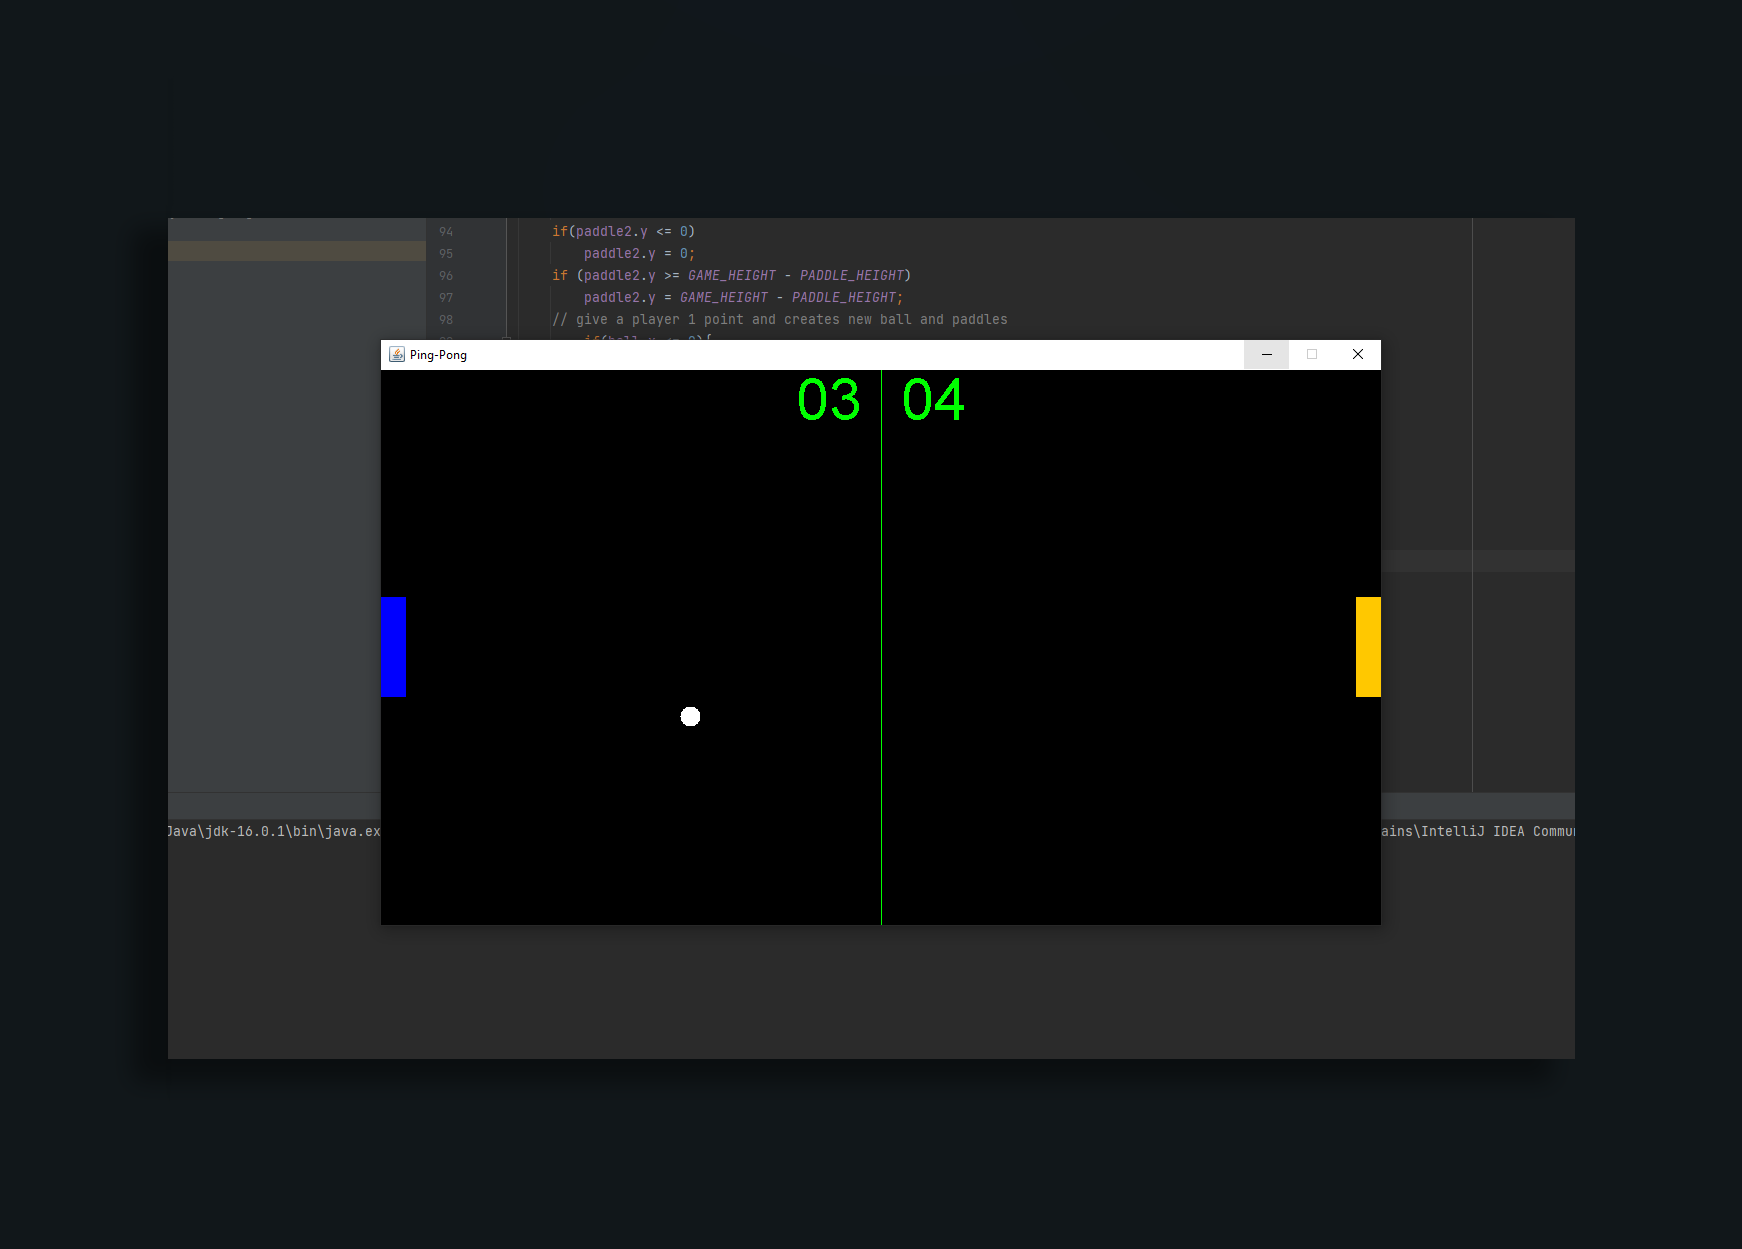 94 if(paddle2.y <= 0)
95 paddle2.y = 0;
96 if (paddle2.y >= GAME_HEIGHT - PADDLE_HEIGHT)
97 paddle2.y = GAME_HEIGHT - PADDLE_HEIGHT;
98 // give a player 1 point and creates new ball and paddles
Ping-Pong
03 04
Java\jdk-16.0.1\bin\java.ex
ains\IntelliJ IDEA Commu